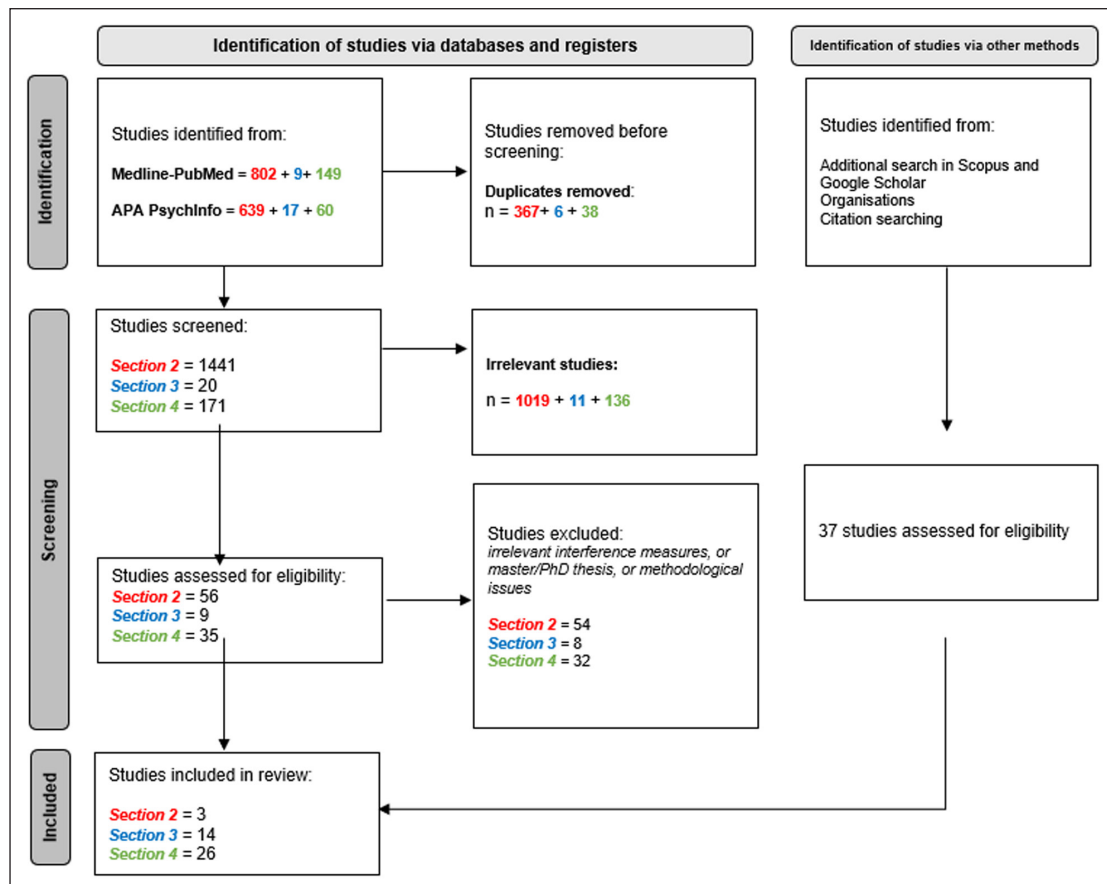 Identification of studies via databases and registers
Identification of studies via other methods
Identification
Studies identified from:
Medline-PubMed = 802 + 9+ 149
APA PsychInfo = 639 + 17 + 60
Studies removed before
screening:
Duplicates removed:
n = 367+ 6 + 38
Studies identified from:
Additional search in Scopus and
Google Scholar
Organisations
Citation searching
Screening
Studies screened:
Section 2 = 1441
Section 3 = 20
Section 4 = 171
Irrelevant studies:
n = 1019 + 11 + 136
Studies assessed for eligibility:
Section 2 = 56
Section 3 = 9
Section 4 = 35
Studies excluded:
irrelevant interference measures, or
master/PhD thesis, or methodological
issues
Section 2 = 54
Section 3 = 8
Section 4 = 32
37 studies assessed for eligibility
Included
Studies included in review:
Section 2 = 3
Section 3 = 14
Section 4 = 26